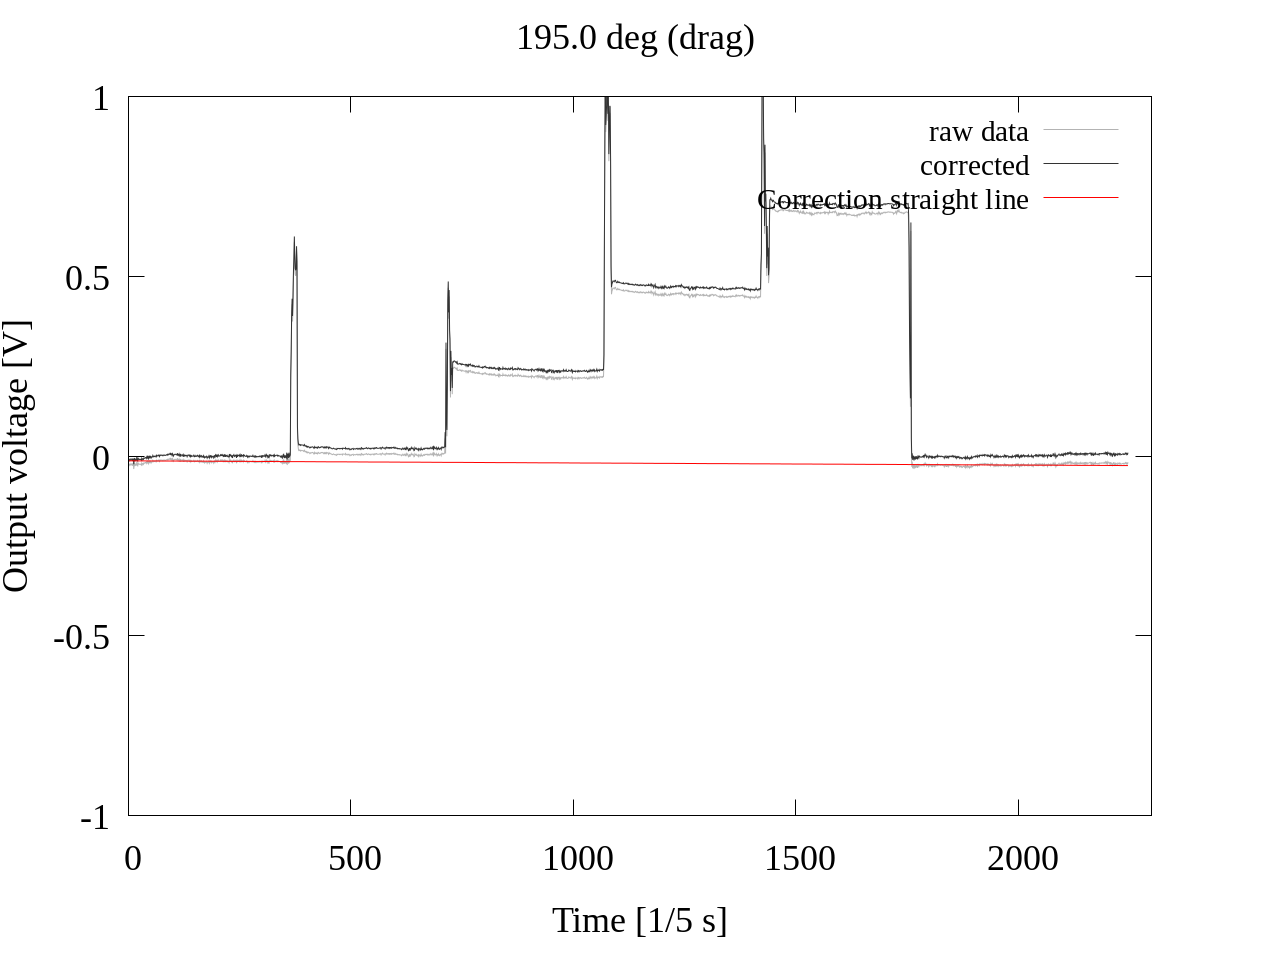 195.0 deg (drag)
1
0.5
0
-0.5
-1
Output voltage [V]
raw data
corrected
Correction straight line
0 500 1000 1500 2000
Time [1/5 s]